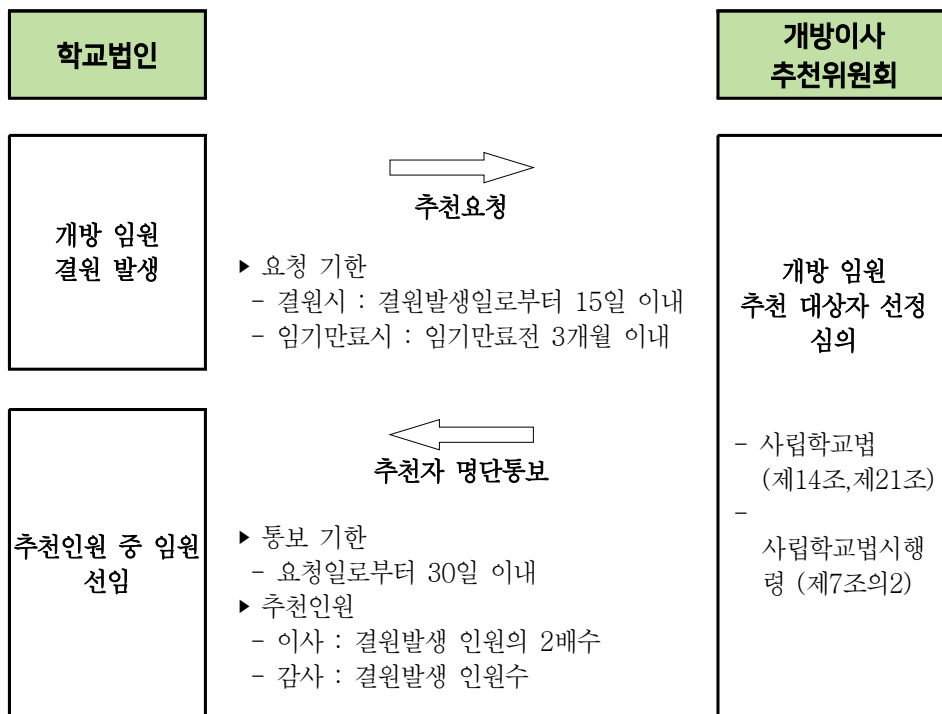 학교법인
개방이사
추천위원회
개방 임원
결원 발생
추천요청
▶ 요청 기한
- 결원시 : 결원발생일로부터 15일 이내
- 임기만료시 : 임기만료전 3개월 이내
개방 임원
추천 대상자 선정
심의
- 사립학교법
(제14조,제21조)
-
사립학교법시행
령 (제7조의2)
추천자 명단통보
추천인원 중 임원
선임
▶ 통보 기한
- 요청일로부터 30일 이내
▶ 추천인원
- 이사 : 결원발생 인원의 2배수
- 감사 : 결원발생 인원수